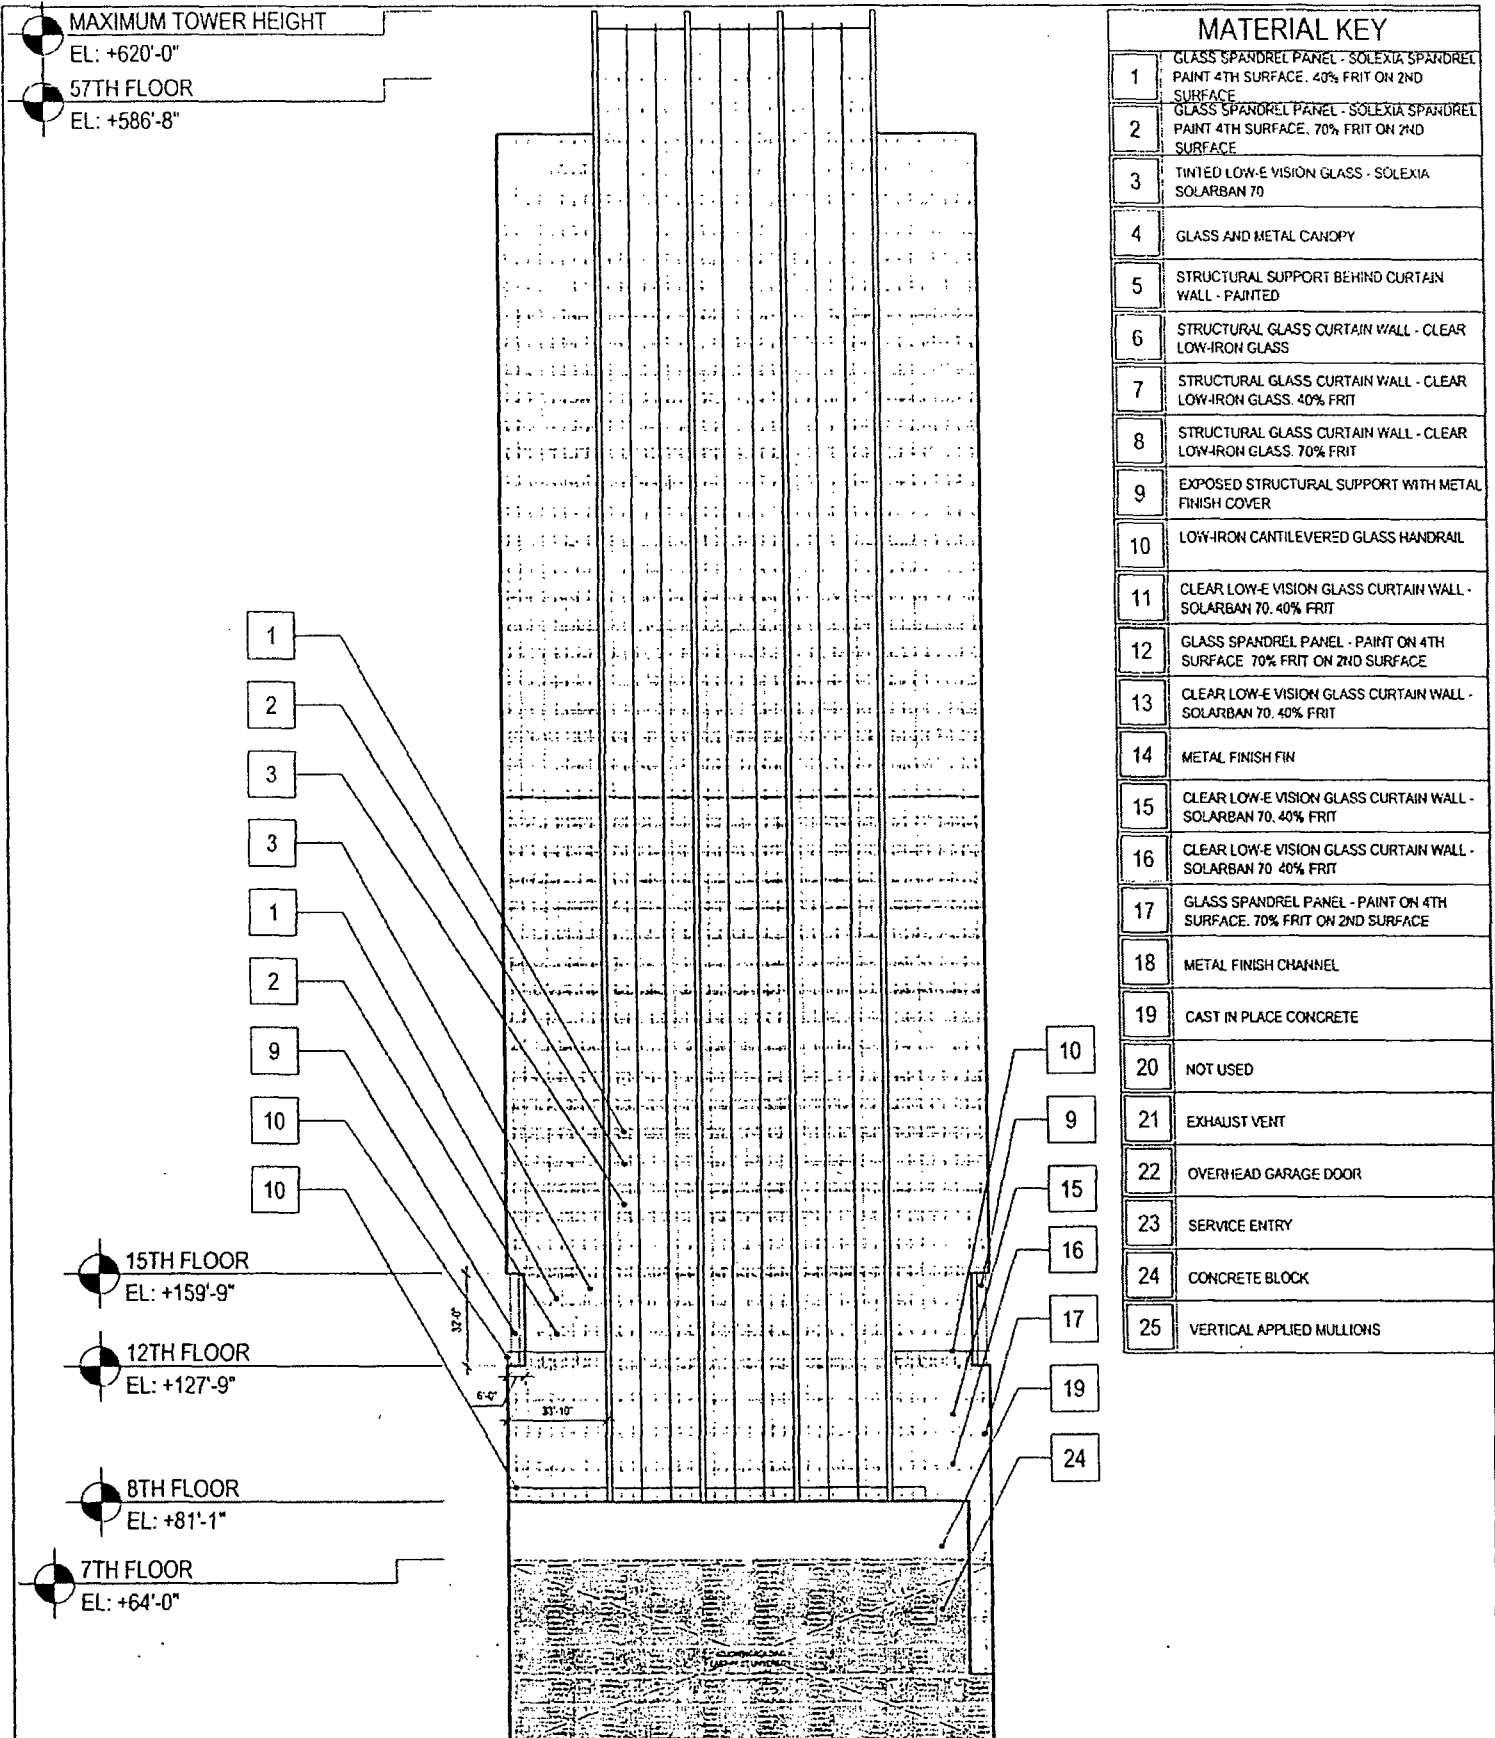 MAXIMUM TOWER HEIGHT
EL: +620'-0"
57TH FLOOR
EL: +586'-8"
1
2
3
3
1
2
9
10
10
15TH FLOOR
EL: +159'-9"
32'-0"
12TH FLOOR
EL: +127'-9"
6'-0"
33'-10"
8TH FLOOR
EL: +81'-1"
7TH FLOOR
EL: +64'-0"
10
9
15
16
17
19
24
MATERIAL KEY
1 GLASS SPANDREL PANEL - SOLEXIA SPANDREL
PAINT 4TH SURFACE. 40% FRIT ON 2ND
SURFACE
2 GLASS SPANDREL PANEL - SOLEXIA SPANDREL
PAINT 4TH SURFACE. 70% FRIT ON 2ND
SURFACE
3 TINTED LOW-E VISION GLASS - SOLEXIA
SOLARBAN 70
4 GLASS AND METAL CANOPY
5 STRUCTURAL SUPPORT BEHIND CURTAIN
WALL - PAINTED
6 STRUCTURAL GLASS CURTAIN WALL - CLEAR
LOW-IRON GLASS
7 STRUCTURAL GLASS CURTAIN WALL - CLEAR
LOW-IRON GLASS. 40% FRIT
8 STRUCTURAL GLASS CURTAIN WALL - CLEAR
LOW-IRON GLASS. 70% FRIT
9 EXPOSED STRUCTURAL SUPPORT WITH METAL
FINISH COVER
10 LOW-IRON CANTILEVERED GLASS HANDRAIL
11 CLEAR LOW-E VISION GLASS CURTAIN WALL -
SOLARBAN 70. 40% FRIT
12 GLASS SPANDREL PANEL - PAINT ON 4TH
SURFACE 70% FRIT ON 2ND SURFACE
13 CLEAR LOW-E VISION GLASS CURTAIN WALL -
SOLARBAN 70. 40% FRIT
14 METAL FINISH FIN
15 CLEAR LOW-E VISION GLASS CURTAIN WALL -
SOLARBAN 70. 40% FRIT
16 CLEAR LOW-E VISION GLASS CURTAIN WALL -
SOLARBAN 70 40% FRIT
17 GLASS SPANDREL PANEL - PAINT ON 4TH
SURFACE. 70% FRIT ON 2ND SURFACE
18 METAL FINISH CHANNEL
19 CAST IN PLACE CONCRETE
20 NOT USED
21 EXHAUST VENT
22 OVERHEAD GARAGE DOOR
23 SERVICE ENTRY
24 CONCRETE BLOCK
25 VERTICAL APPLIED MULLIONS